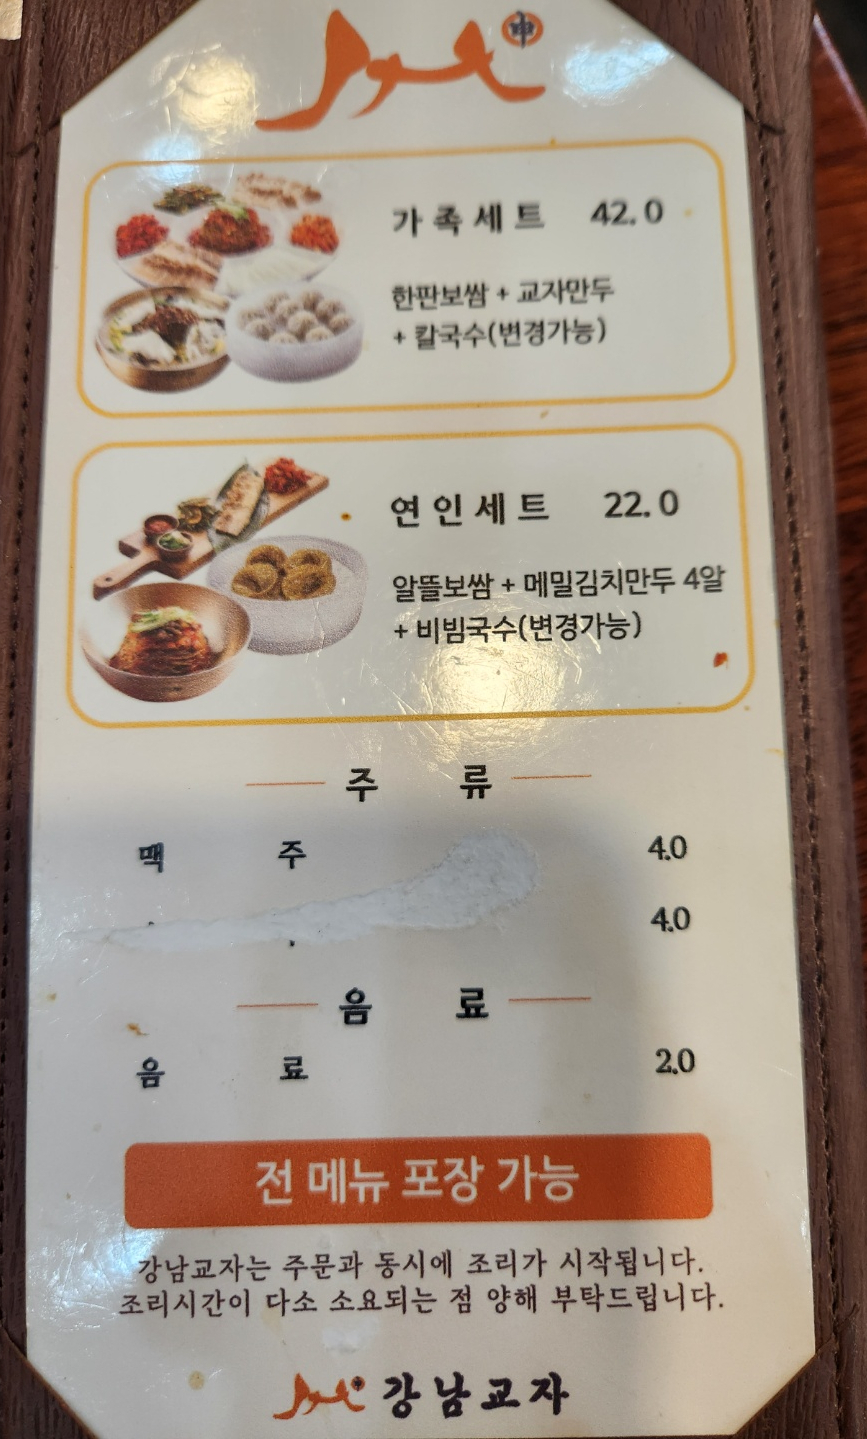 申
가족세트 42.0
한판보쌈 + 교자만두
+ 칼국수(변경가능)
연인세트 22.0
알뜰보쌈 + 메밀김치만두 4알
+ 비빔국수(변경가능)
주 류
맥 주 4.0
4.0
음 료
음 료 2.0
전 메뉴 포장 가능
강남교자는 주문과 동시에 조리가 시작됩니다.
조리시간이 다소 소요되는 점 양해 부탁드립니다.
강남교자